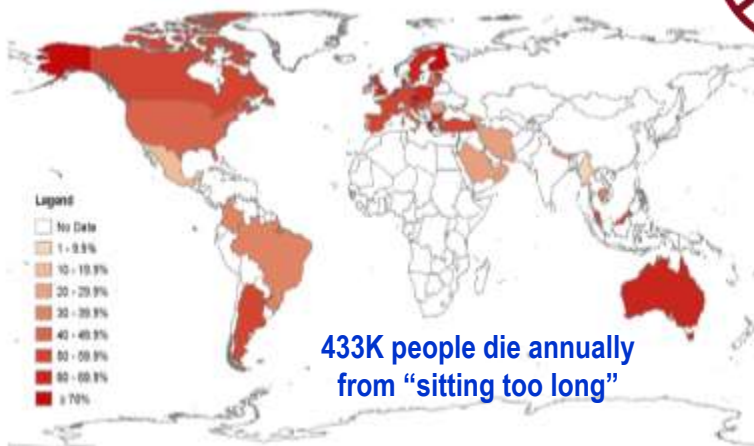 Legend
No Data
1 - 9.9%
10 - 19.9%
20 - 29.9%
30 - 39.9%
40 - 49.9%
50 - 59.9%
60 - 69.9%
≥ 70%
433K people die annually
from “sitting too long”